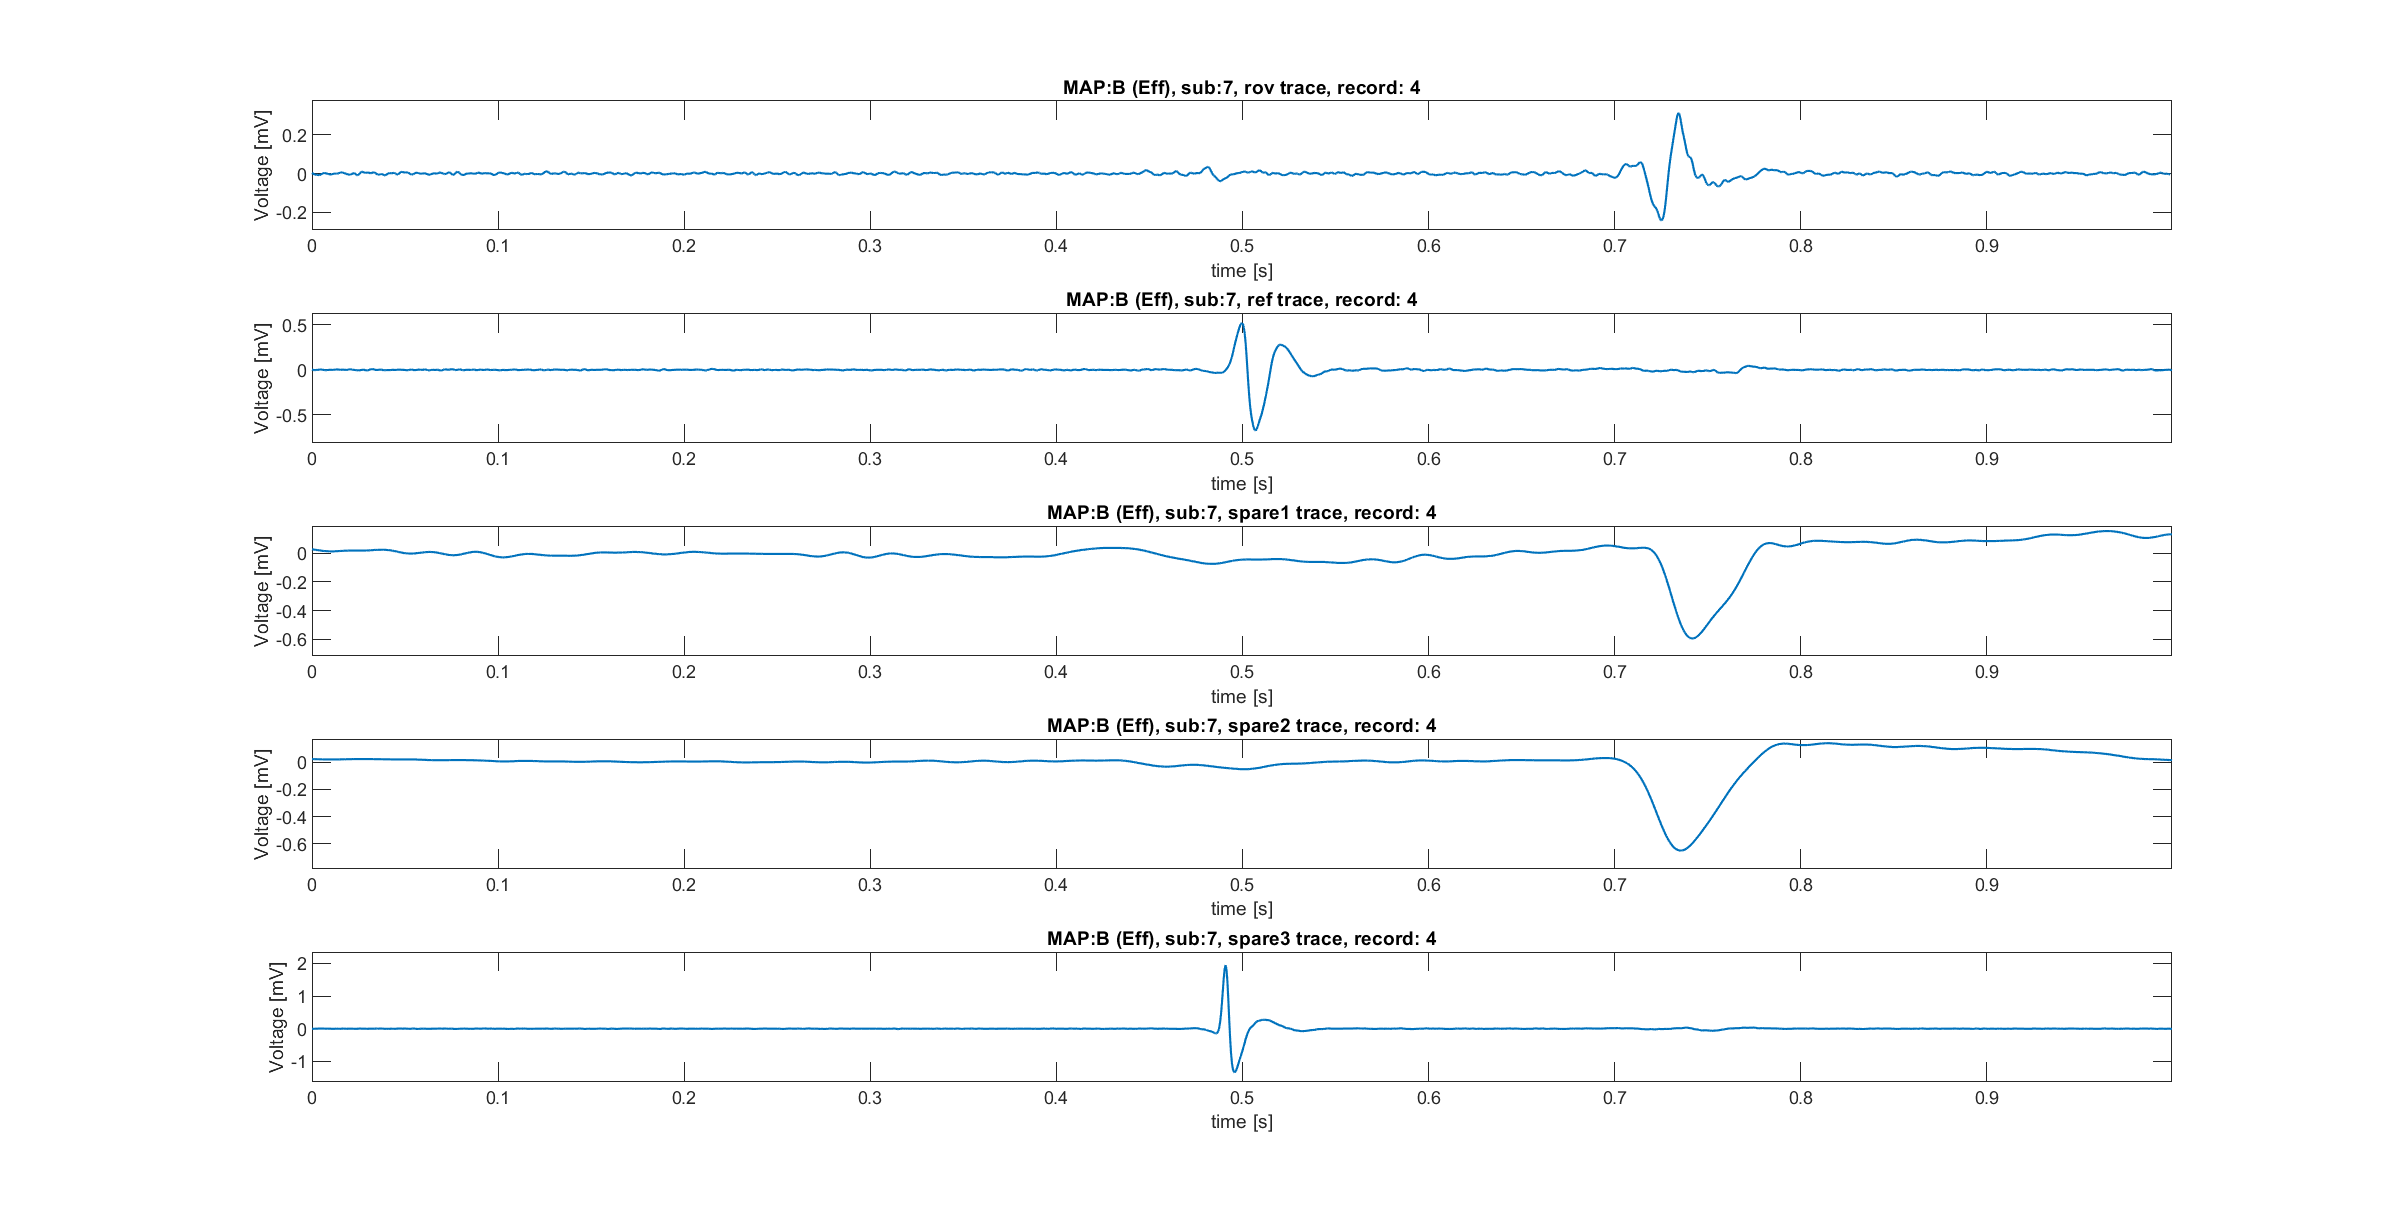 MAP:B (Eff), sub:7, rov trace, record: 4
Voltage [mV]
0.2
0
-0.2
0 0.1 0.2 0.3 0.4 0.5 0.6 0.7 0.8 0.9
time [s]
MAP:B (Eff), sub:7, ref trace, record: 4
Voltage [mV]
0.5
0
-0.5
0 0.1 0.2 0.3 0.4 0.5 0.6 0.7 0.8 0.9
time [s]
MAP:B (Eff), sub:7, spare1 trace, record: 4
Voltage [mV]
0
-0.2
-0.4
-0.6
0 0.1 0.2 0.3 0.4 0.5 0.6 0.7 0.8 0.9
time [s]
MAP:B (Eff), sub:7, spare2 trace, record: 4
Voltage [mV]
0
-0.2
-0.4
-0.6
0 0.1 0.2 0.3 0.4 0.5 0.6 0.7 0.8 0.9
time [s]
MAP:B (Eff), sub:7, spare3 trace, record: 4
Voltage [mV]
2
1
0
-1
0 0.1 0.2 0.3 0.4 0.5 0.6 0.7 0.8 0.9
time [s]